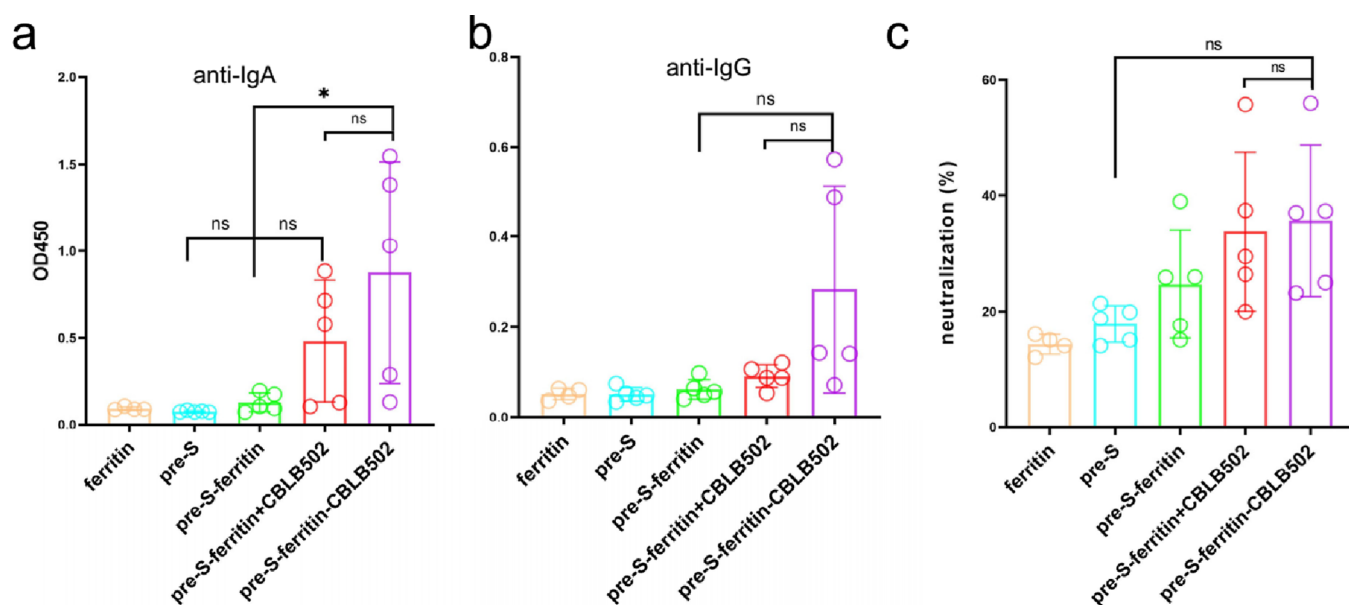 a
anti-IgA
OD450
2.0
1.5
1.0
0.5
0.0
*
ns
ns
ns
ferritin
pre-S
pre-S-ferritin
pre-S-ferritin+CBLB502
pre-S-ferritin-CBLB502
b
anti-IgG
0.8
0.6
0.4
0.2
0.0
ns
ns
ferritin
pre-S
pre-S-ferritin
pre-S-ferritin+CBLB502
pre-S-ferritin-CBLB502
c
neutralization (%)
60
40
20
0
ns
ns
ferritin
pre-S
pre-S-ferritin
pre-S-ferritin+CBLB502
pre-S-ferritin-CBLB502